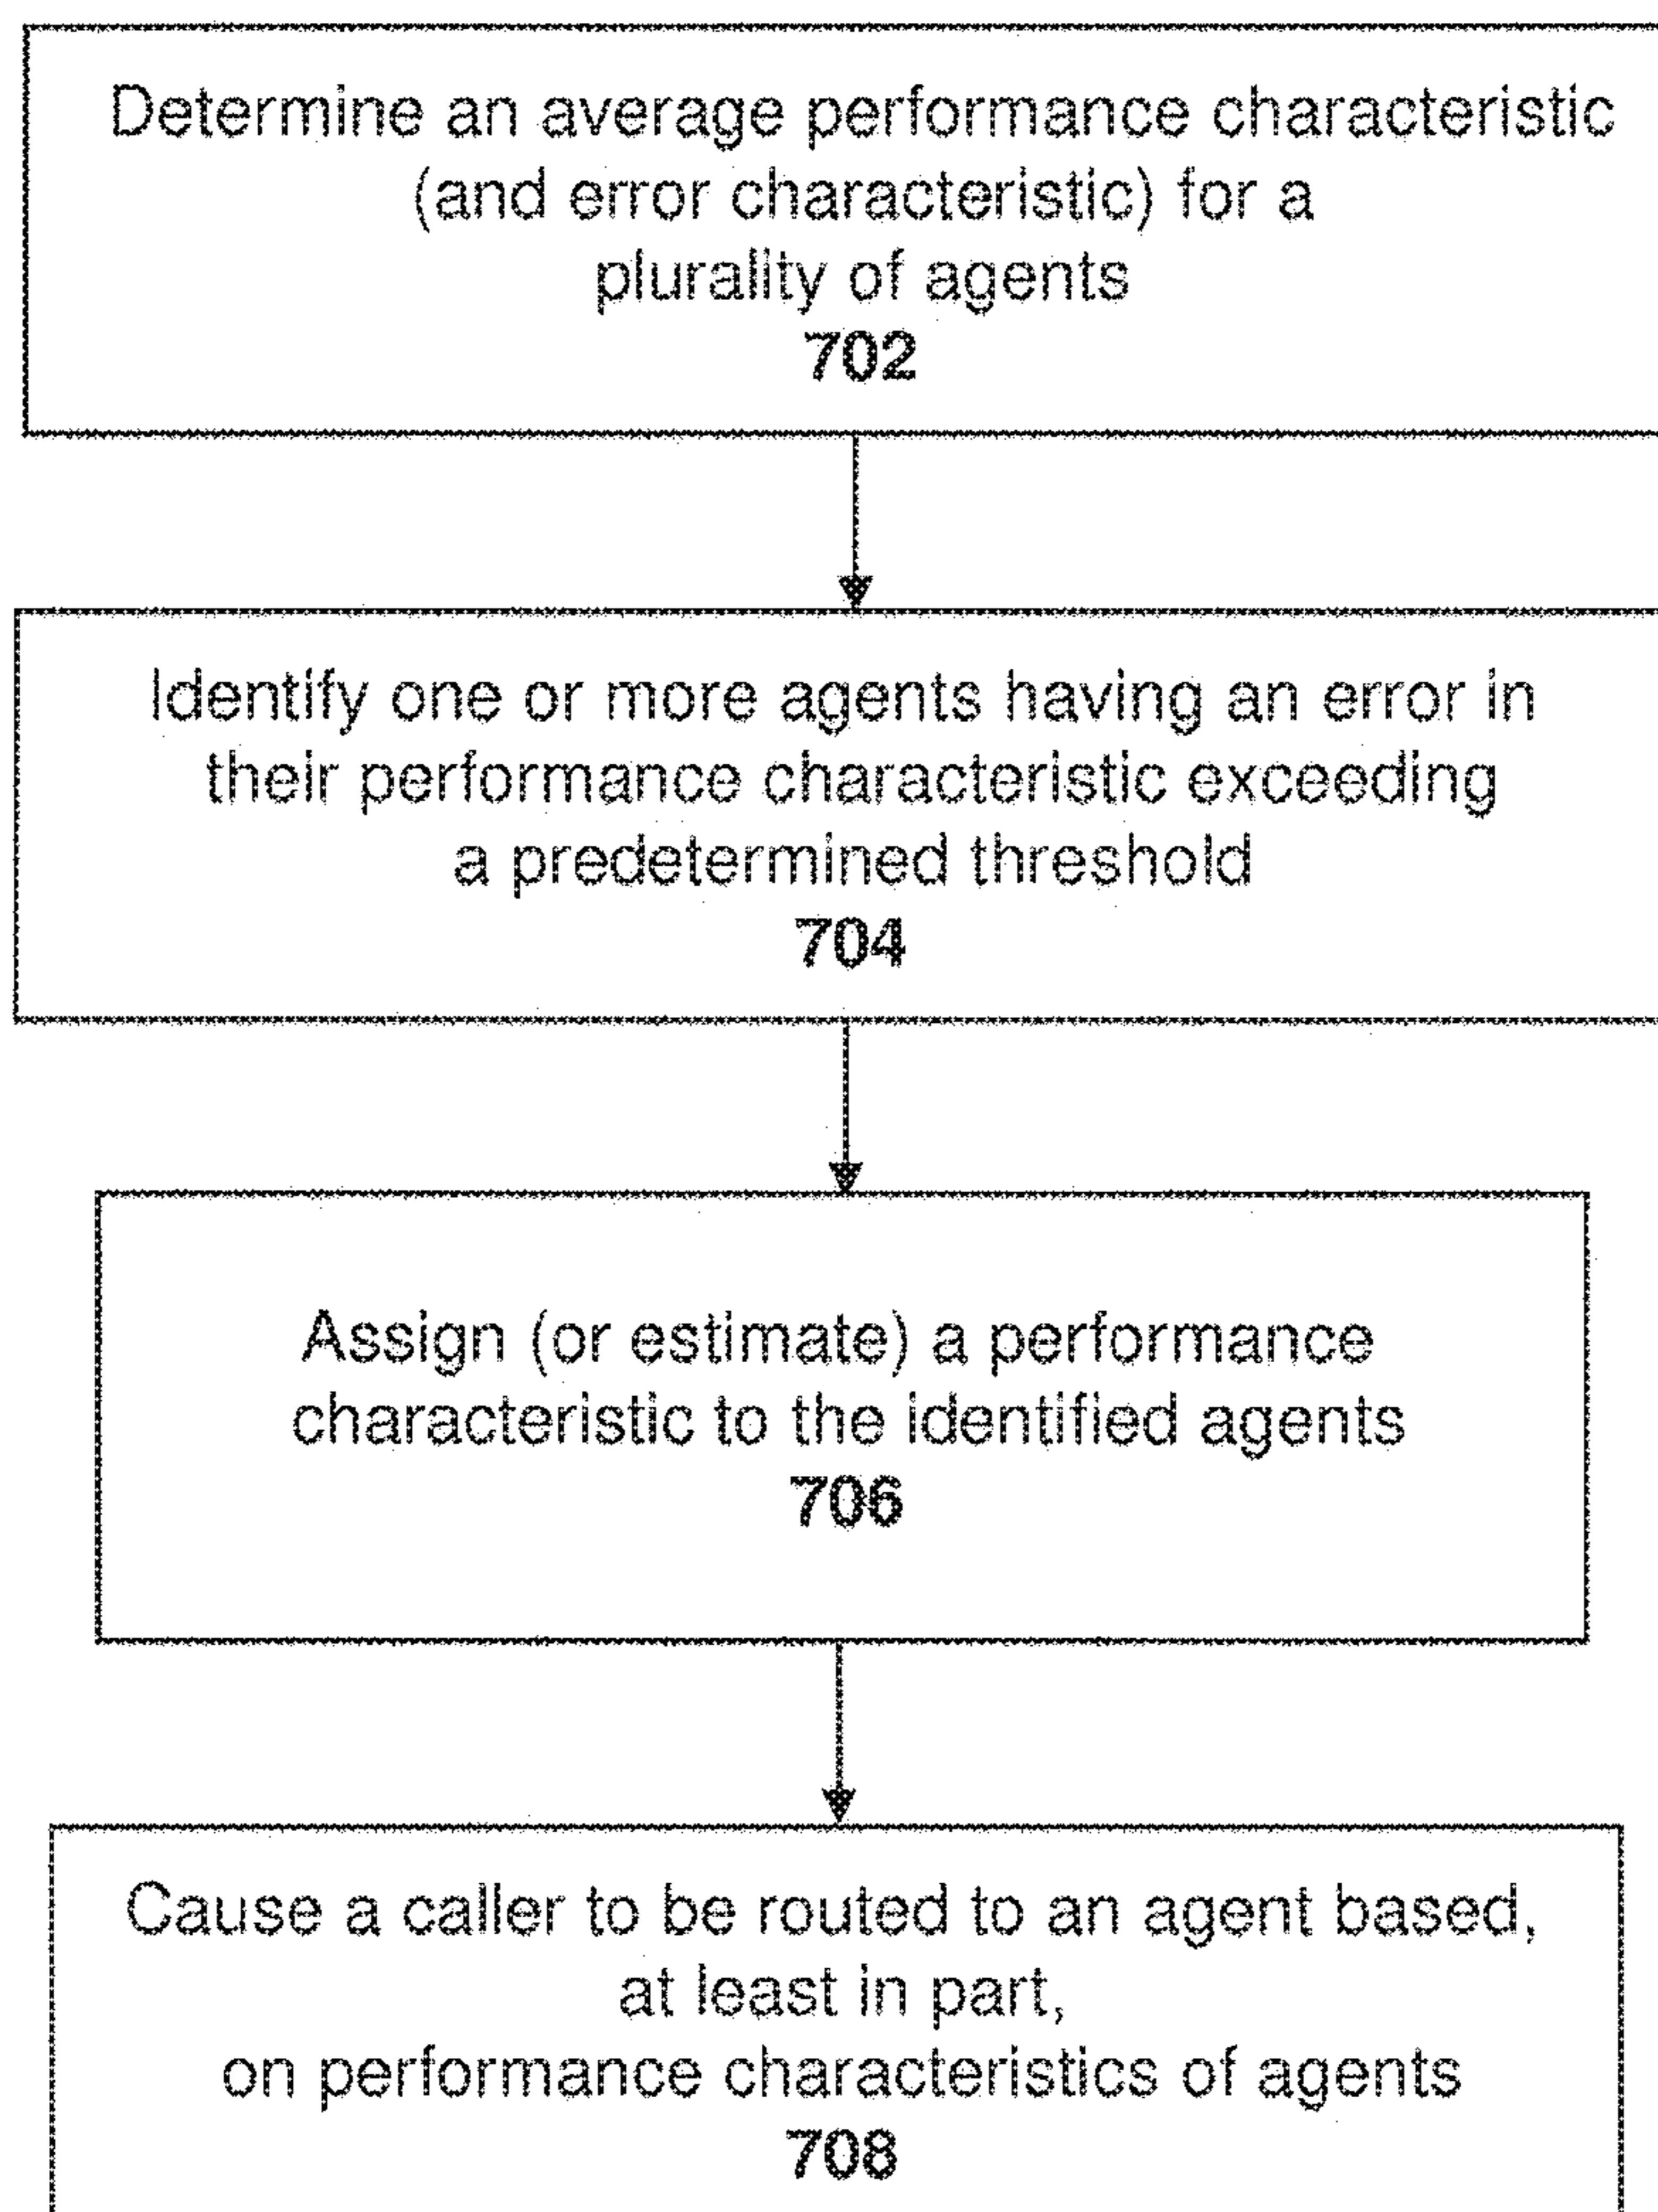 Determine an average performance characteristic
(and error characteristic) for a
plurality of agents
702
Identify one or more agents having an error in
their performance characteristic exceeding
a predetermined threshold
704
Assign (or estimate) a performance
characteristic to the identified agents
706
Cause a caller to be routed to an agent based,
at least in part,
on performance characteristics of agents
708